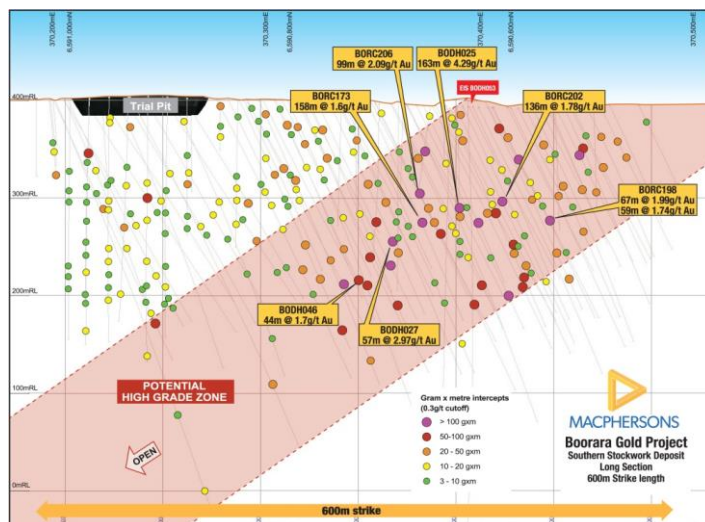 370,200mE
6,591,000mN
370,300mE
6,590,800mN
370,400mE
6,590,600mN
370,500mE
BORC206
99m @ 2.09g/t Au
BODH025
163m @ 4.29g/t Au
BORC173
158m @ 1.6g/t Au
EIS BODH053
BORC202
136m @ 1.78g/t Au
400mRL
Trial Pit
300mRL
BORC198
67m @ 1.99g/t Au
59m @ 1.74g/t Au
200mRL
BODH046
44m @ 1.7g/t Au
BODH027
57m @ 2.97g/t Au
100mRL
POTENTIAL
HIGH GRADE ZONE
OPEN
0mRL
Gram x metre intercepts
(0.3g/t cutoff)
> 100 gxm
50-100 gxm
20 - 50 gxm
10 - 20 gxm
3 - 10 gxm
MACPHERSONS
Boorara Gold Project
Southern Stockwork Deposit
Long Section
600m Strike length
600m strike